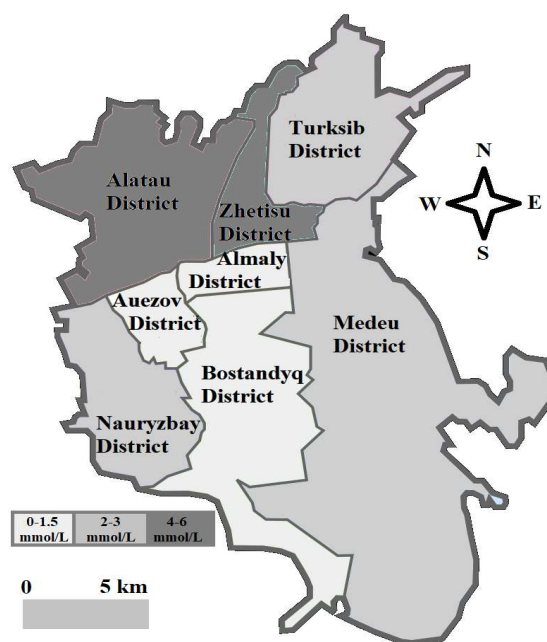 Turksib
District
N
Alatau
District
W
E
Zhetisu
District
S
Almaly
District
Auezov
District
Medeu
District
Bostandyq
District
Nauryzbay
District
0-1.5
mmol/L
2-3
mmol/L
4-6
mmol/L
0 5 km